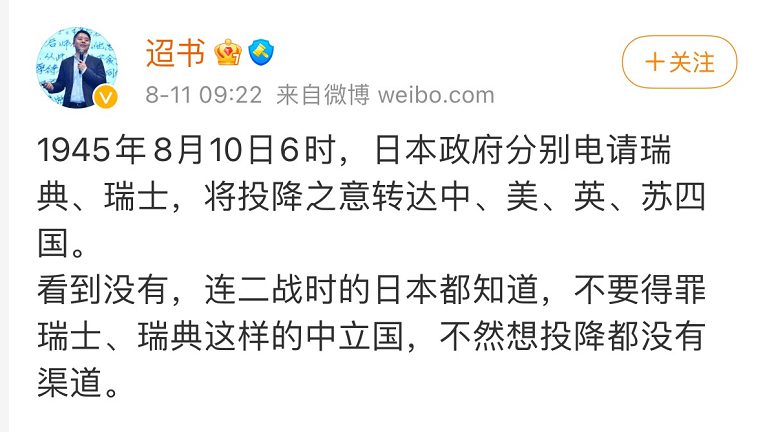 迢书
8-11 09:22 来自微博 weibo.com
+关注
1945年8月10日6时，日本政府分别电请瑞
典、瑞士，将投降之意转达中、美、英、苏四
国。
看到没有，连二战时的日本都知道，不要得罪
瑞士、瑞典这样的中立国，不然想投降都没有
渠道。